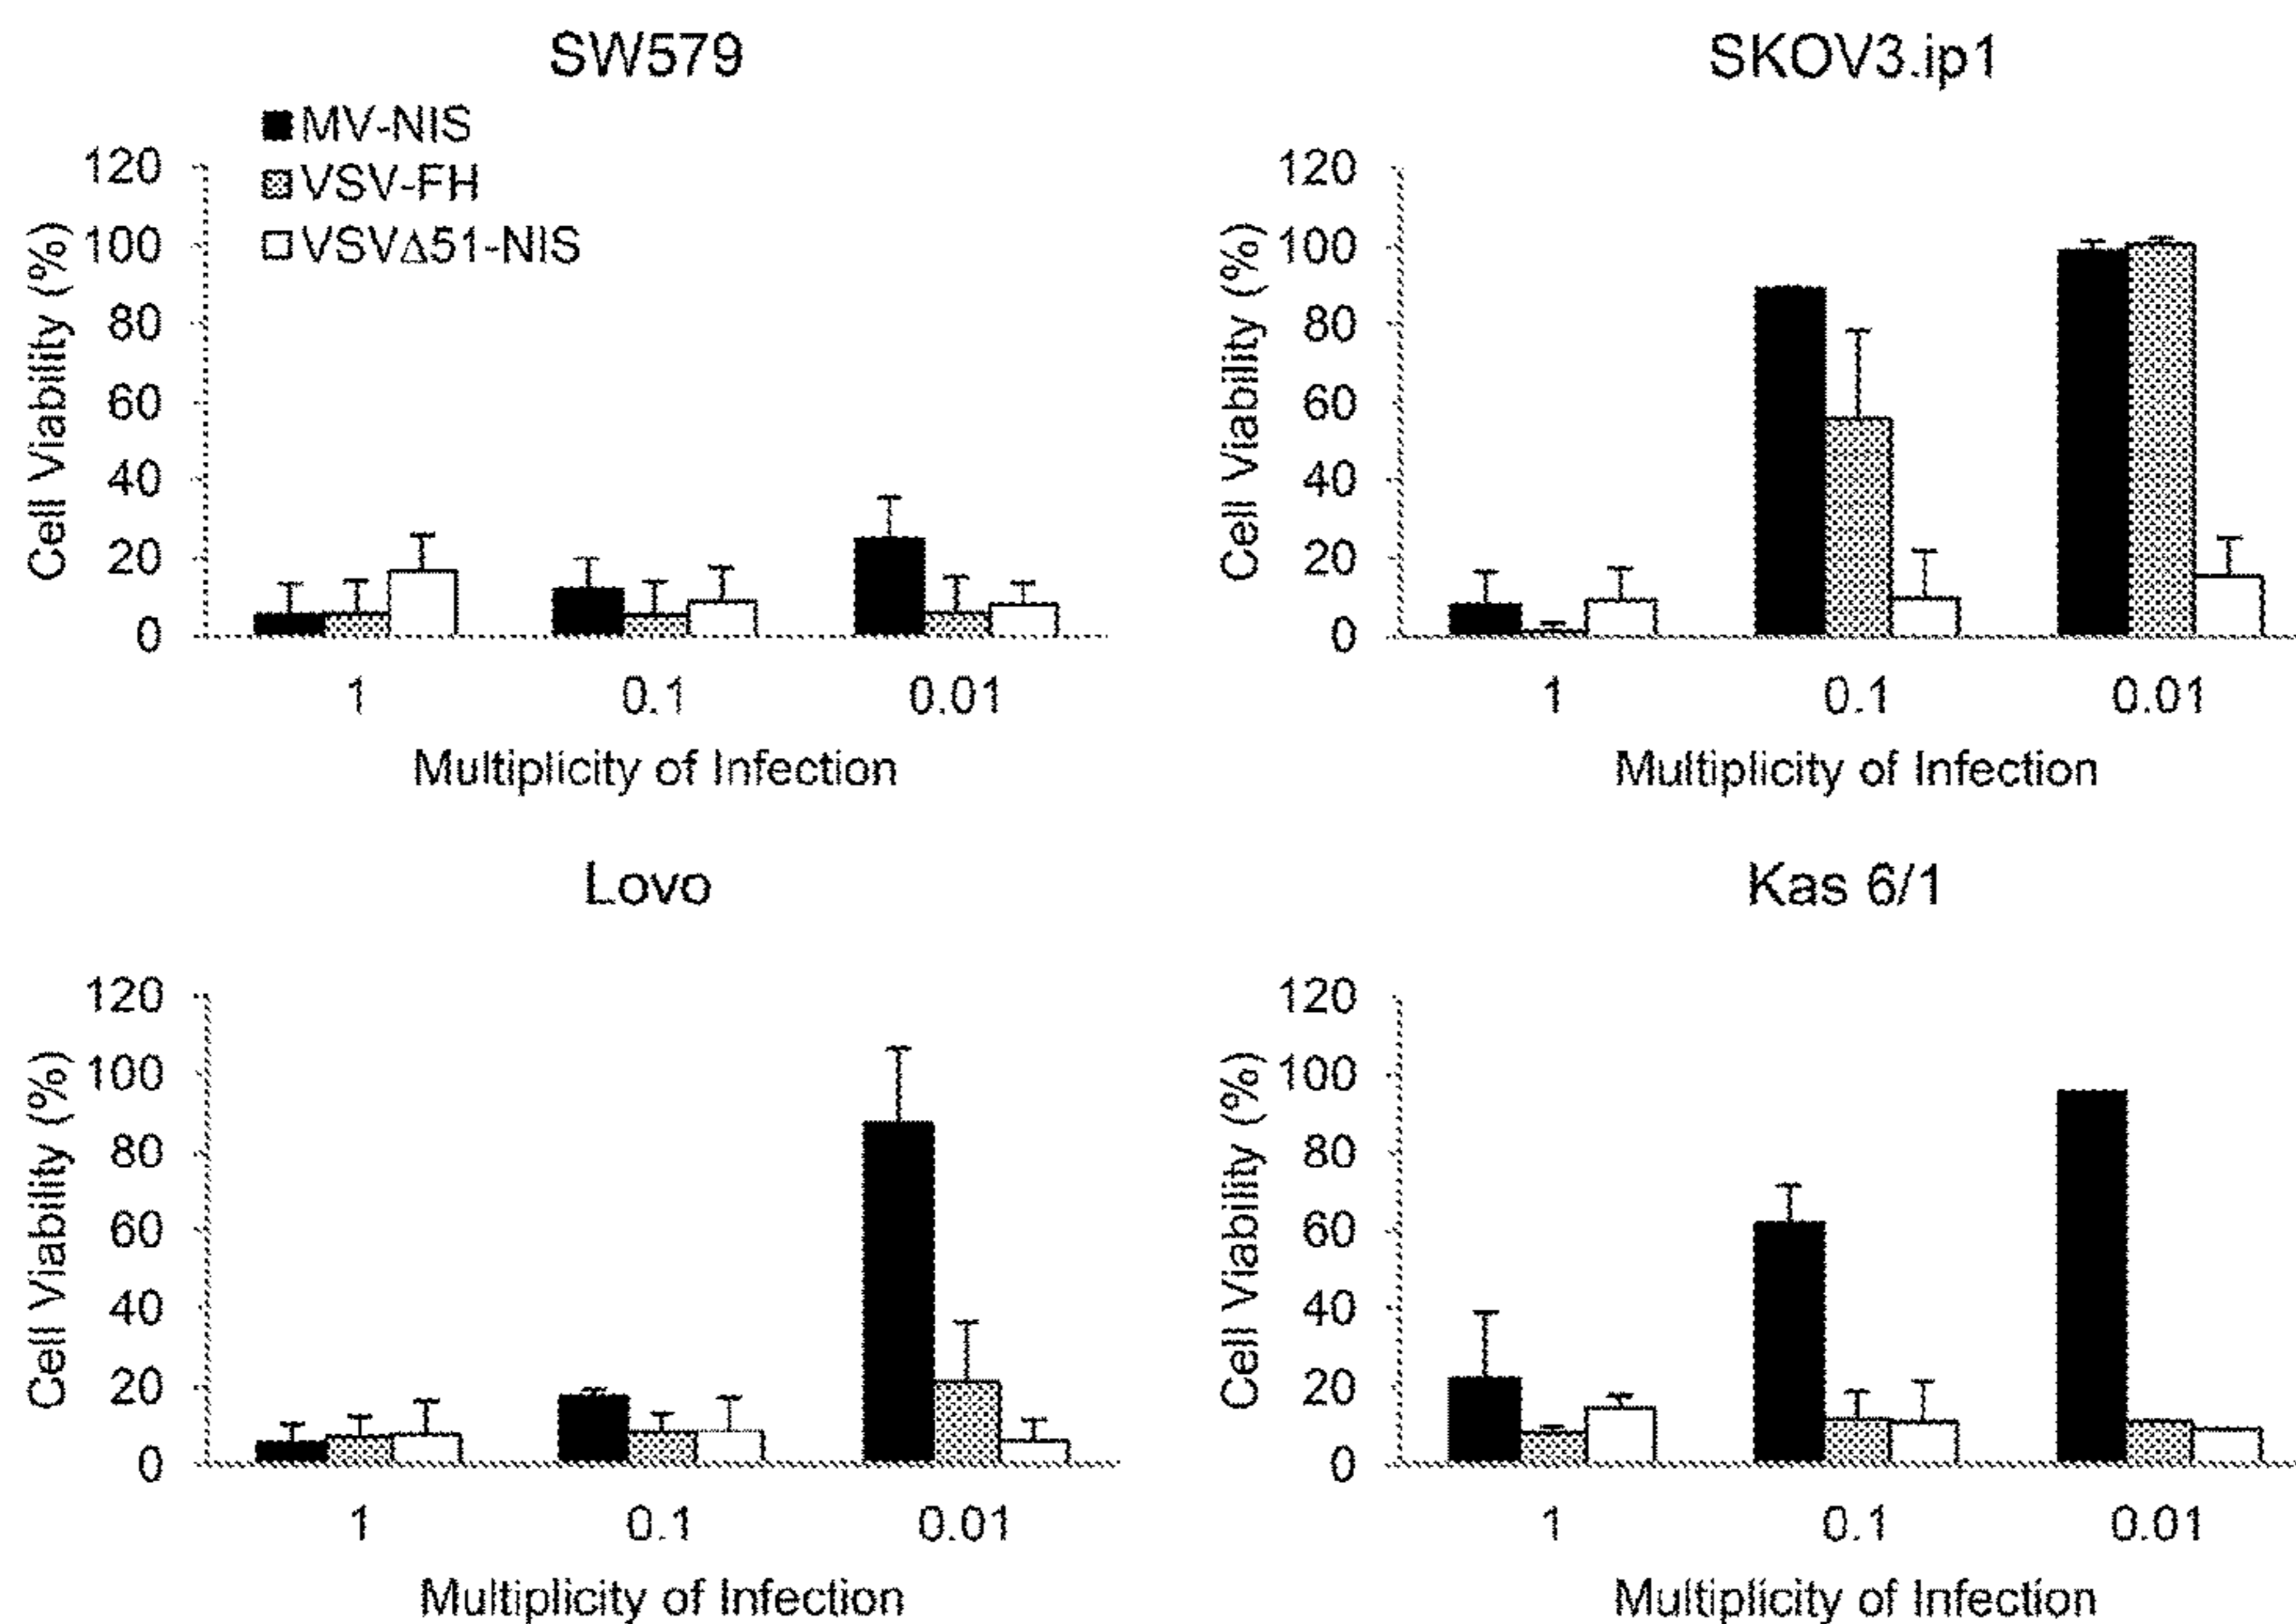 SW579
MV-NIS
VSV-FH
VSVΔ51-NIS
Cell Viability (%)
120
100
80
60
40
20
0
1 0.1 0.01
Multiplicity of Infection
SKOV3.ip1
Cell Viability (%)
120
100
80
60
40
20
0
1 0.1 0.01
Multiplicity of Infection
Lovo
Cell Viability (%)
120
100
80
60
40
20
0
1 0.1 0.01
Multiplicity of Infection
Kas 6/1
Cell Viability (%)
120
100
80
60
40
20
0
1 0.1 0.01
Multiplicity of Infection